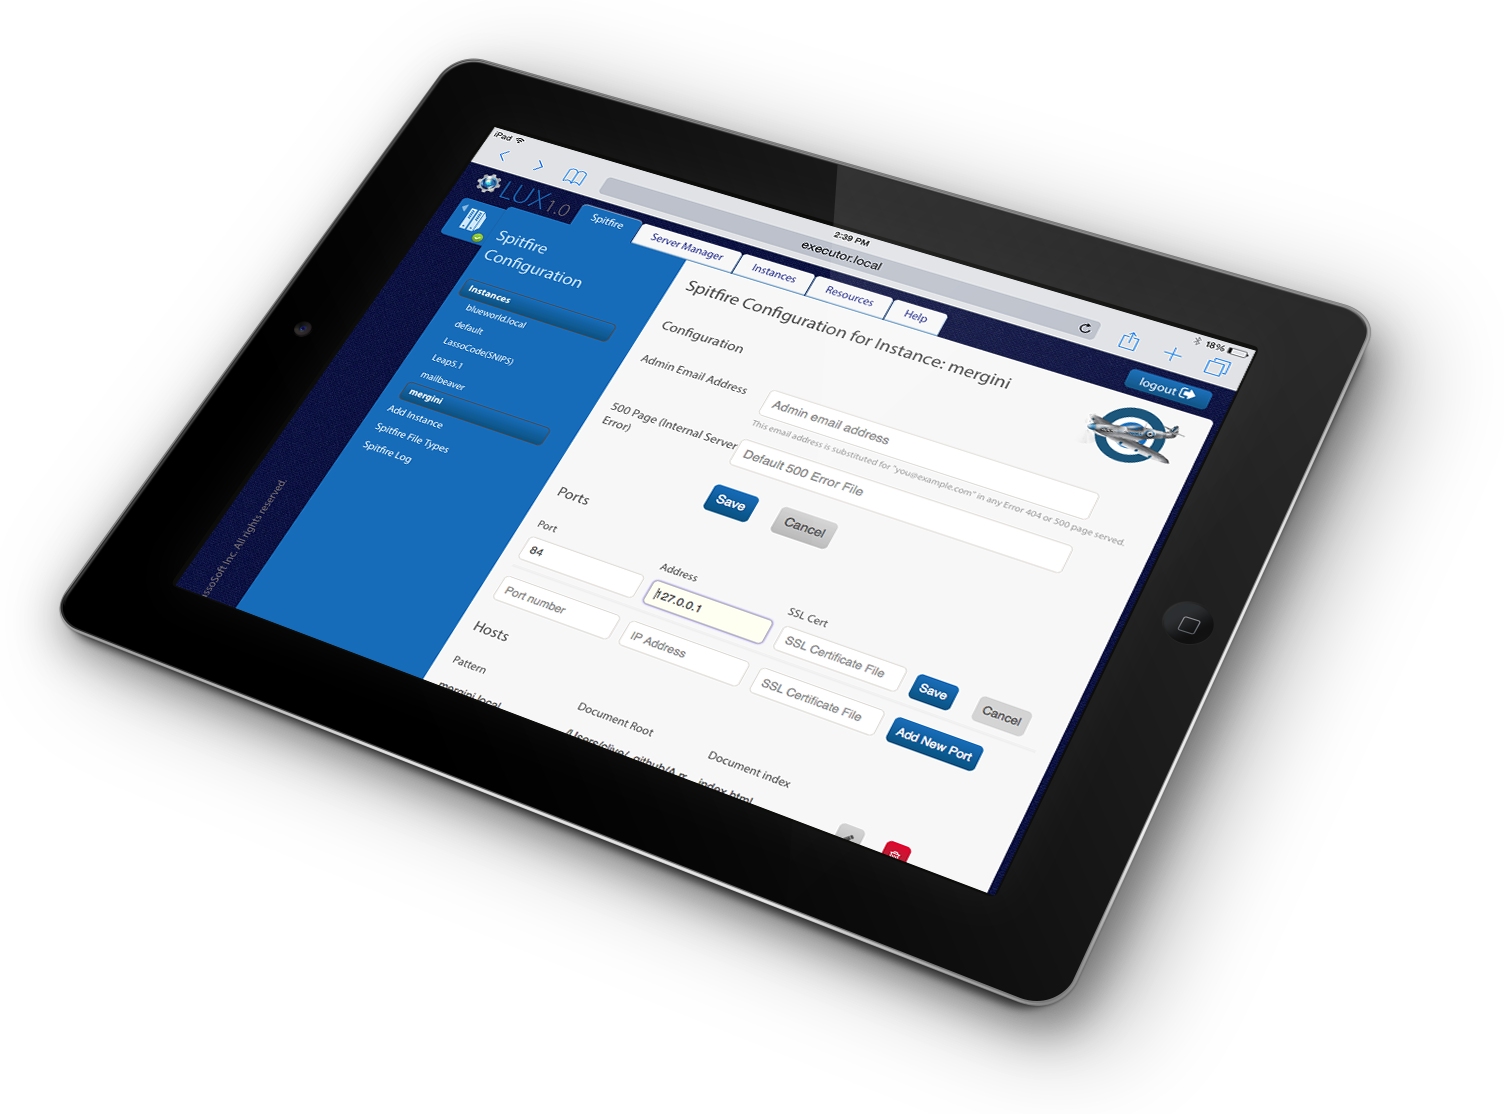 iPad
2:39 PM
18%
executor.local
LUX 1.0
Spitfire
Server Manager
Instances
Resources
Help
logout
Spitfire
Configuration
Instances
blueworld.local
default
LassoCode(SNIPS)
Leap5.1
mailbeaver
mergini
Add Instance
Spitfire File Types
Spitfire Log
assoSoft Inc. All rights reserved.
Spitfire Configuration for Instance: mergini
Configuration
Admin Email Address
Admin email address
This email address is substituted for "you@example.com" in any Error 404 or 500 page served.
500 Page (Internal Server
Error)
Default 500 Error File
Save
Cancel
Ports
Port
Address
SSL Cert
84
127.0.0.1
SSL Certificate File
Save
Cancel
Port number
IP Address
SSL Certificate File
Add New Port
Hosts
Pattern
Document Root
Document index
mergini.local
index.html